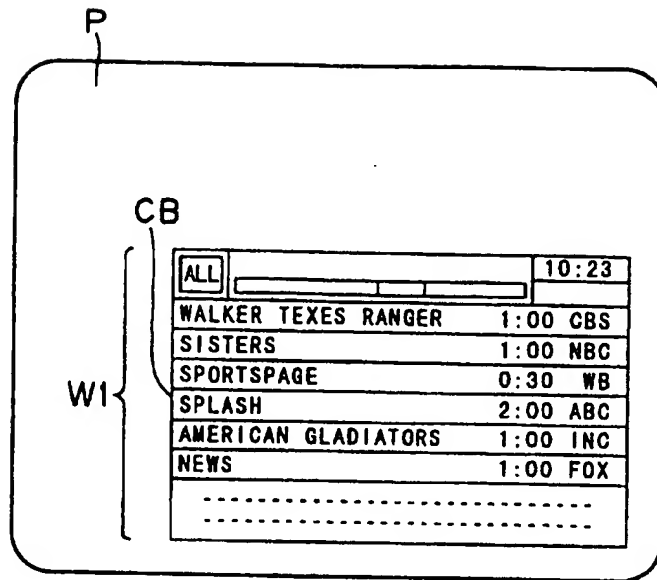 P
CB
W1
ALL
10:23
WALKER TEXES RANGER 1:00 CBS
SISTERS 1:00 NBC
SPORTSPAGE 0:30 WB
SPLASH 2:00 ABC
AMERICAN GLADIATORS 1:00 INC
NEWS 1:00 FOX